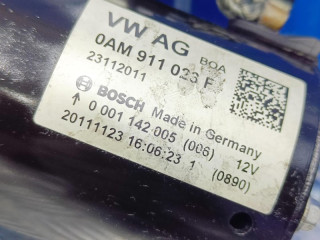 VW AG BOA
0AM 911 033 F
23112011
BOSCH Made in Germany
0 001 142 005 (006) 12V
20111123 16:06:23 1 (0890)